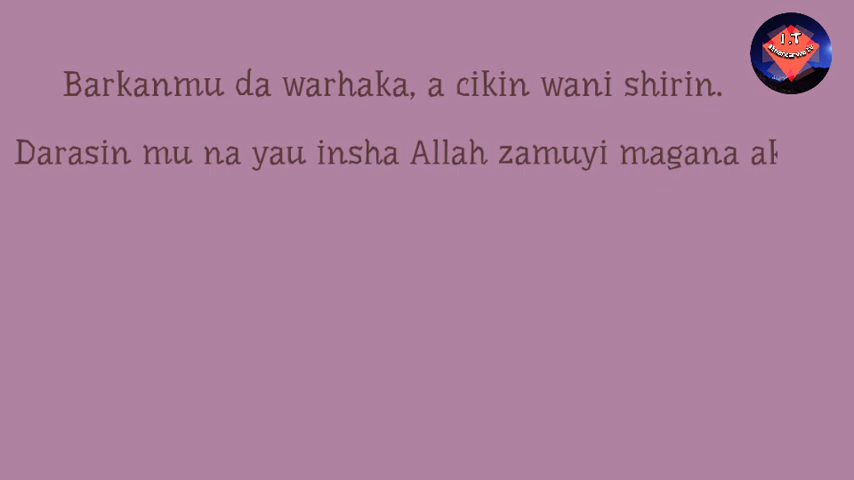 Barkanmu da warhaka, a cikin wani shirin.
Darasin mu na yau insha Allah zamuyi magana
I.T